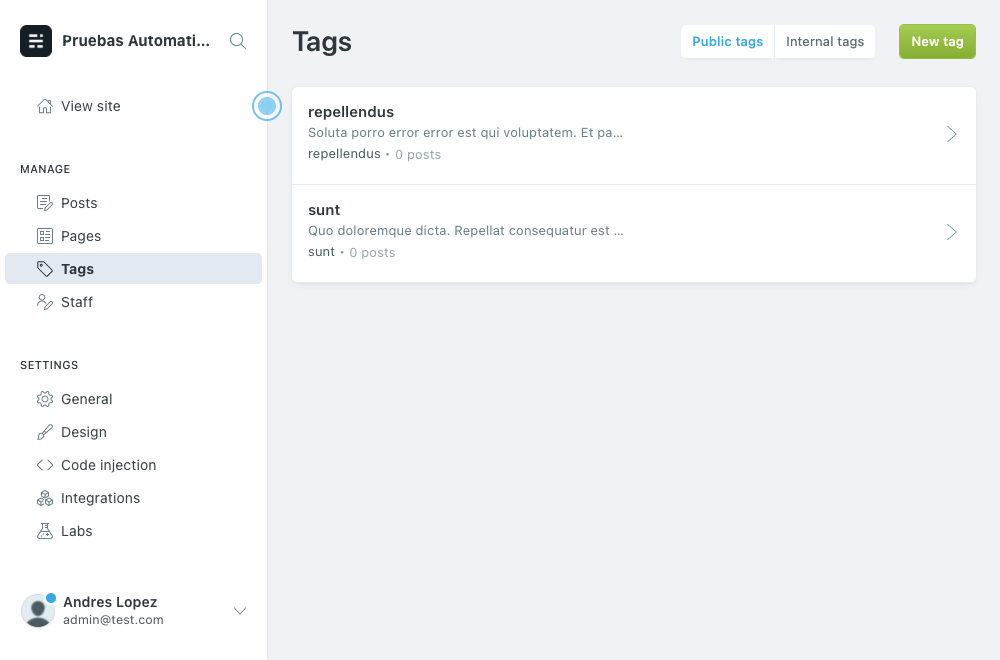 Pruebas Automati...
View site
MANAGE
Posts
Pages
Tags
Staff
SETTINGS
General
Design
Code injection
Integrations
Labs
Andres Lopez
admin@test.com
Tags
Public tags
Internal tags
New tag
repellendus
Soluta porro error error est qui voluptatem. Et pa...
repellendus • 0 posts
sunt
Quo doloremque dicta. Repellat consequatur est ...
sunt • 0 posts